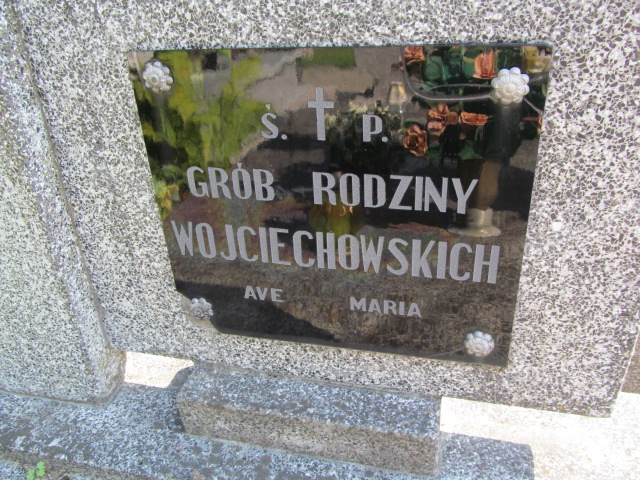 Ś. † P.
GRÓB RODZINY
WOJCIECHOWSKICH
AVE MARIA